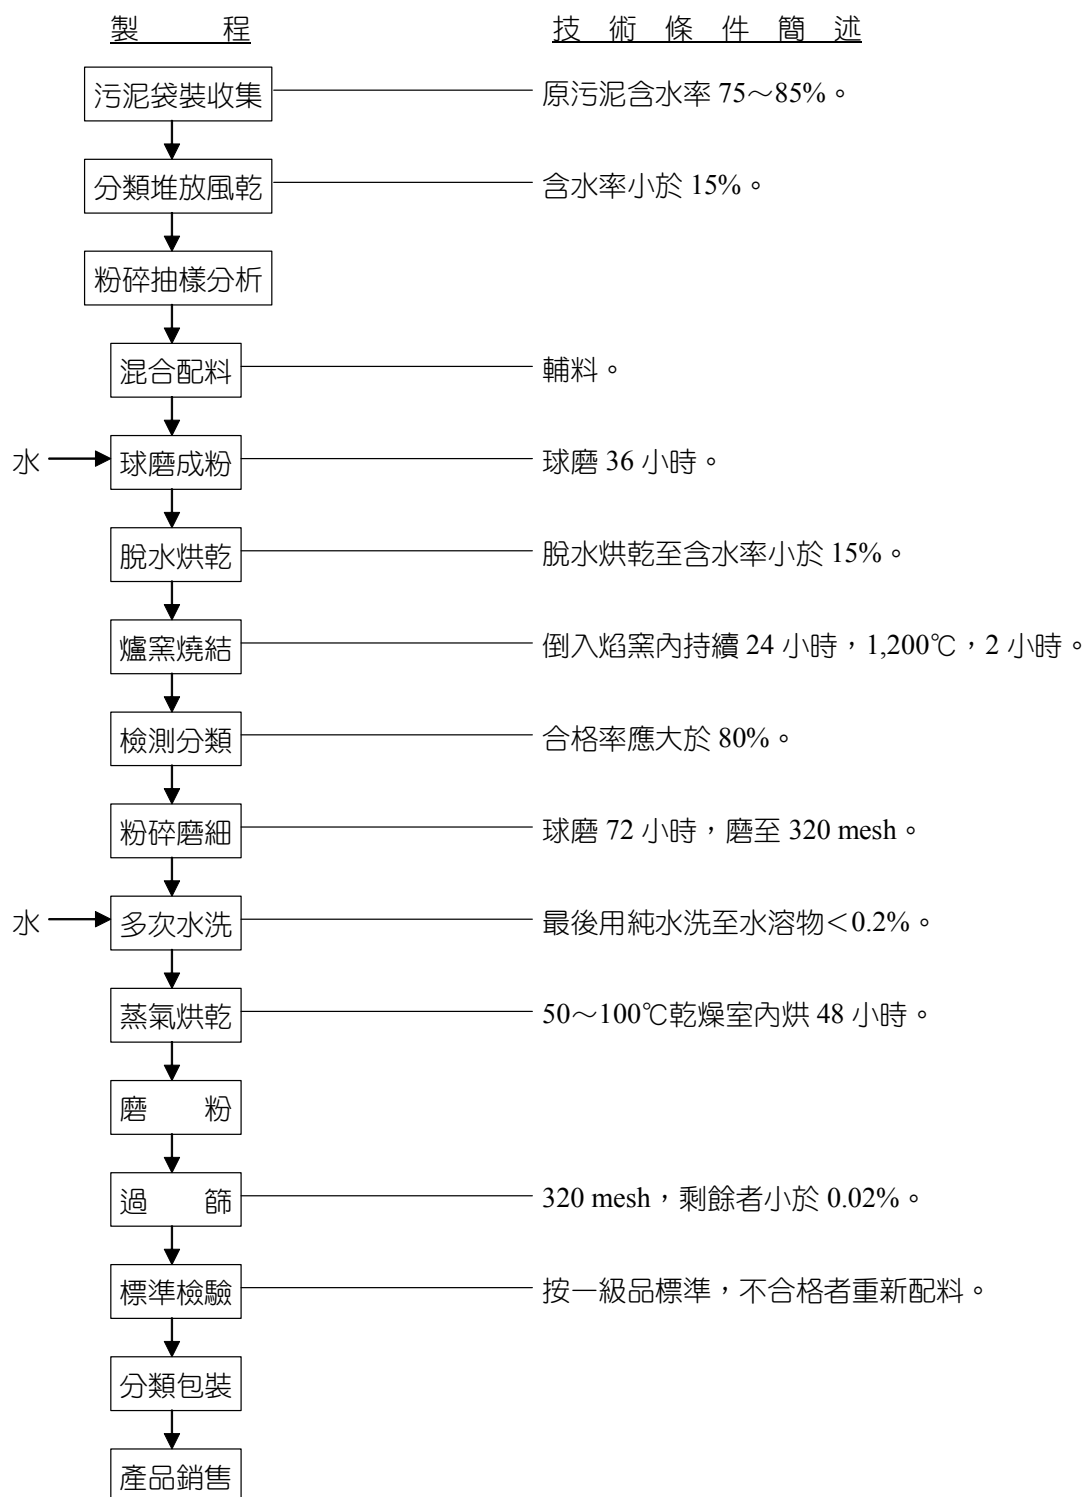 製 程 技 術 條 件 簡 述
污泥袋裝收集 原污泥含水率 75～85%。
分類堆放風乾 含水率小於 15%。
粉碎抽樣分析
混合配料 輔料。
水 球磨成粉 球磨 36 小時。
脫水烘乾 脫水烘乾至含水率小於 15%。
爐窯燒結 倒入焰窯內持續 24 小時，1,200℃，2 小時。
檢測分類 合格率應大於 80%。
粉碎磨細 球磨 72 小時，磨至 320 mesh。
水 多次水洗 最後用純水洗至水溶物＜0.2%。
蒸氣烘乾 50～100℃乾燥室內烘 48 小時。
磨 粉
過 篩 320 mesh，剩餘者小於 0.02%。
標準檢驗 按一級品標準，不合格者重新配料。
分類包裝
產品銷售